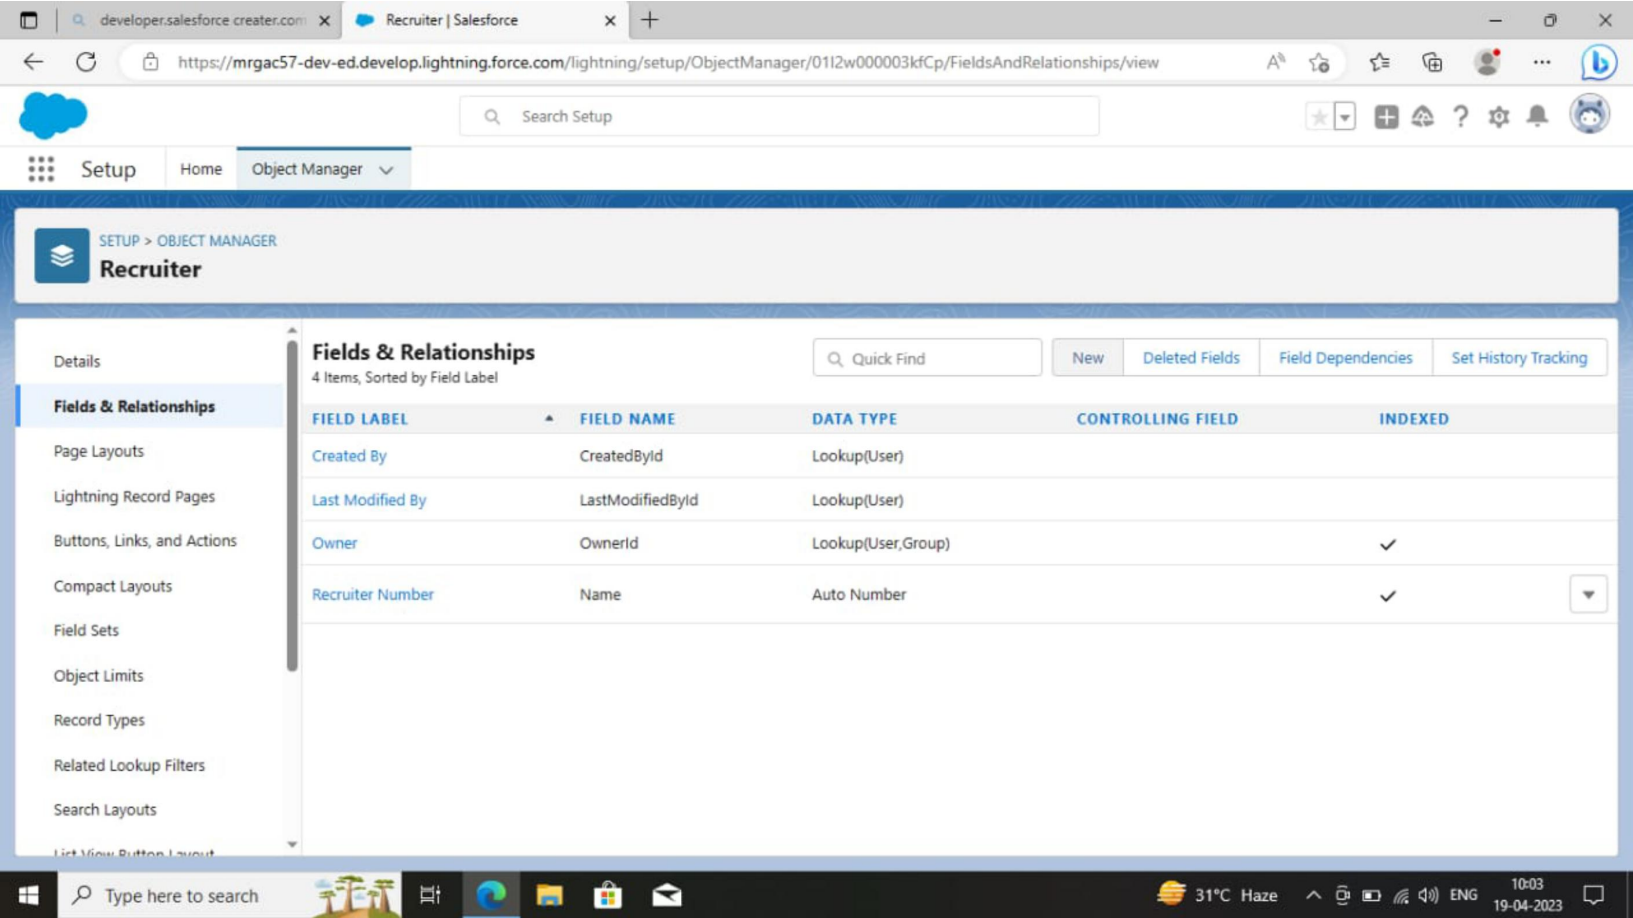 developer.salesforce creater.com
Recruiter | Salesforce
https://mrgac57-dev-ed.develop.lightning.force.com/lightning/setup/ObjectManager/01I2w000003kfCp/FieldsAndRelationships/view
Search Setup
Setup
Home
Object Manager
SETUP > OBJECT MANAGER
Recruiter
Details
Fields & Relationships
Page Layouts
Lightning Record Pages
Buttons, Links, and Actions
Compact Layouts
Field Sets
Object Limits
Record Types
Related Lookup Filters
Search Layouts
List View Button Layout
Fields & Relationships
4 Items, Sorted by Field Label
Quick Find
New
Deleted Fields
Field Dependencies
Set History Tracking
FIELD LABEL FIELD NAME DATA TYPE CONTROLLING FIELD INDEXED
Created By CreatedById Lookup(User)
Last Modified By LastModifiedById Lookup(User)
Owner OwnerId Lookup(User,Group)
Recruiter Number Name Auto Number
Type here to search
31°C Haze
ENG
10:03
19-04-2023